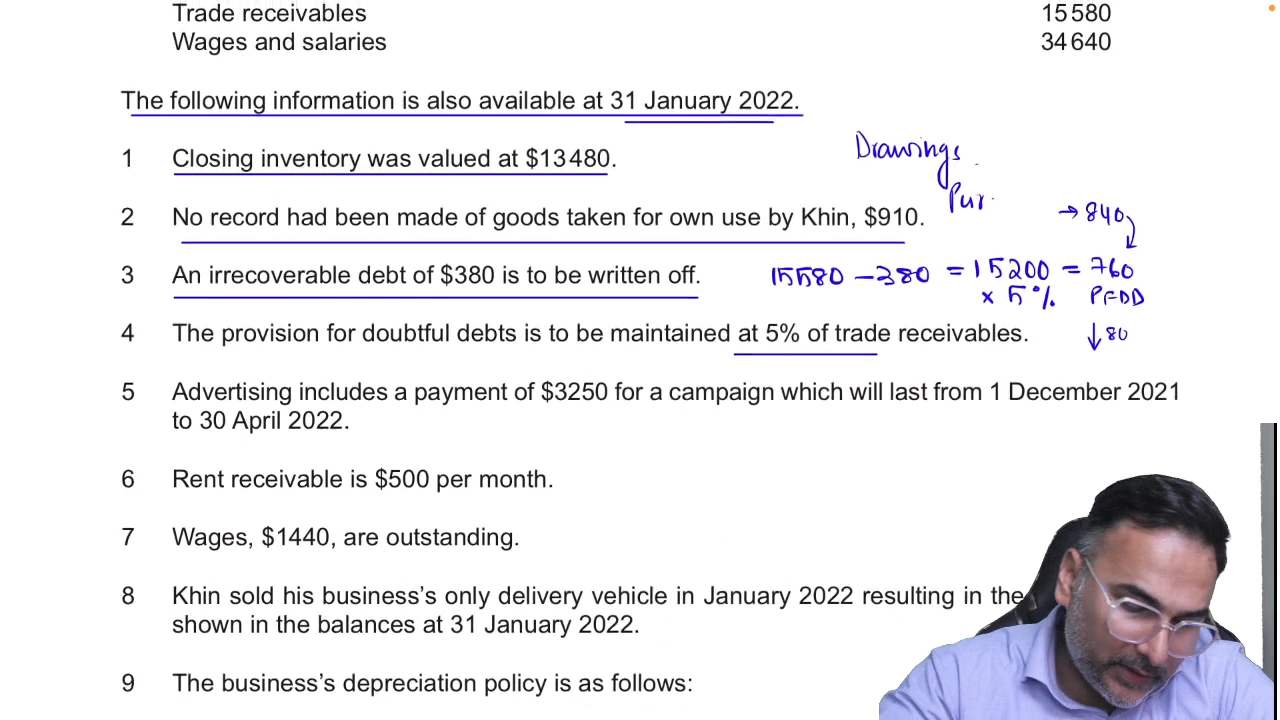 Trade receivables 15 580
Wages and salaries 34 640
The following information is also available at 31 January 2022.
1 Closing inventory was valued at $13 480.
Drawings
Pur.
2 No record had been made of goods taken for own use by Khin, $910.
→ 840
3 An irrecoverable debt of $380 is to be written off. 15580 – 380 = 15200 = 760
× 5% PFDD
4 The provision for doubtful debts is to be maintained at 5% of trade receivables. ↓ 80
5 Advertising includes a payment of $3250 for a campaign which will last from 1 December 2021
to 30 April 2022.
6 Rent receivable is $500 per month.
7 Wages, $1440, are outstanding.
8 Khin sold his business's only delivery vehicle in January 2022 resulting in the
shown in the balances at 31 January 2022.
9 The business's depreciation policy is as follows: